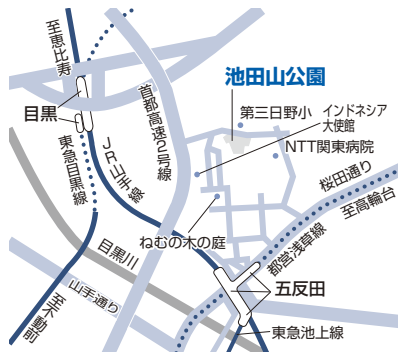 至恵比寿
目黒
東急目黒線
JR山手線
首都高速2号線
池田山公園
第三日野小
インドネシア
大使館
NTT関東病院
桜田通り
至高輪台
都営浅草線
ねむの木の庭
目黒川
山手通り
至不動前
五反田
東急池上線